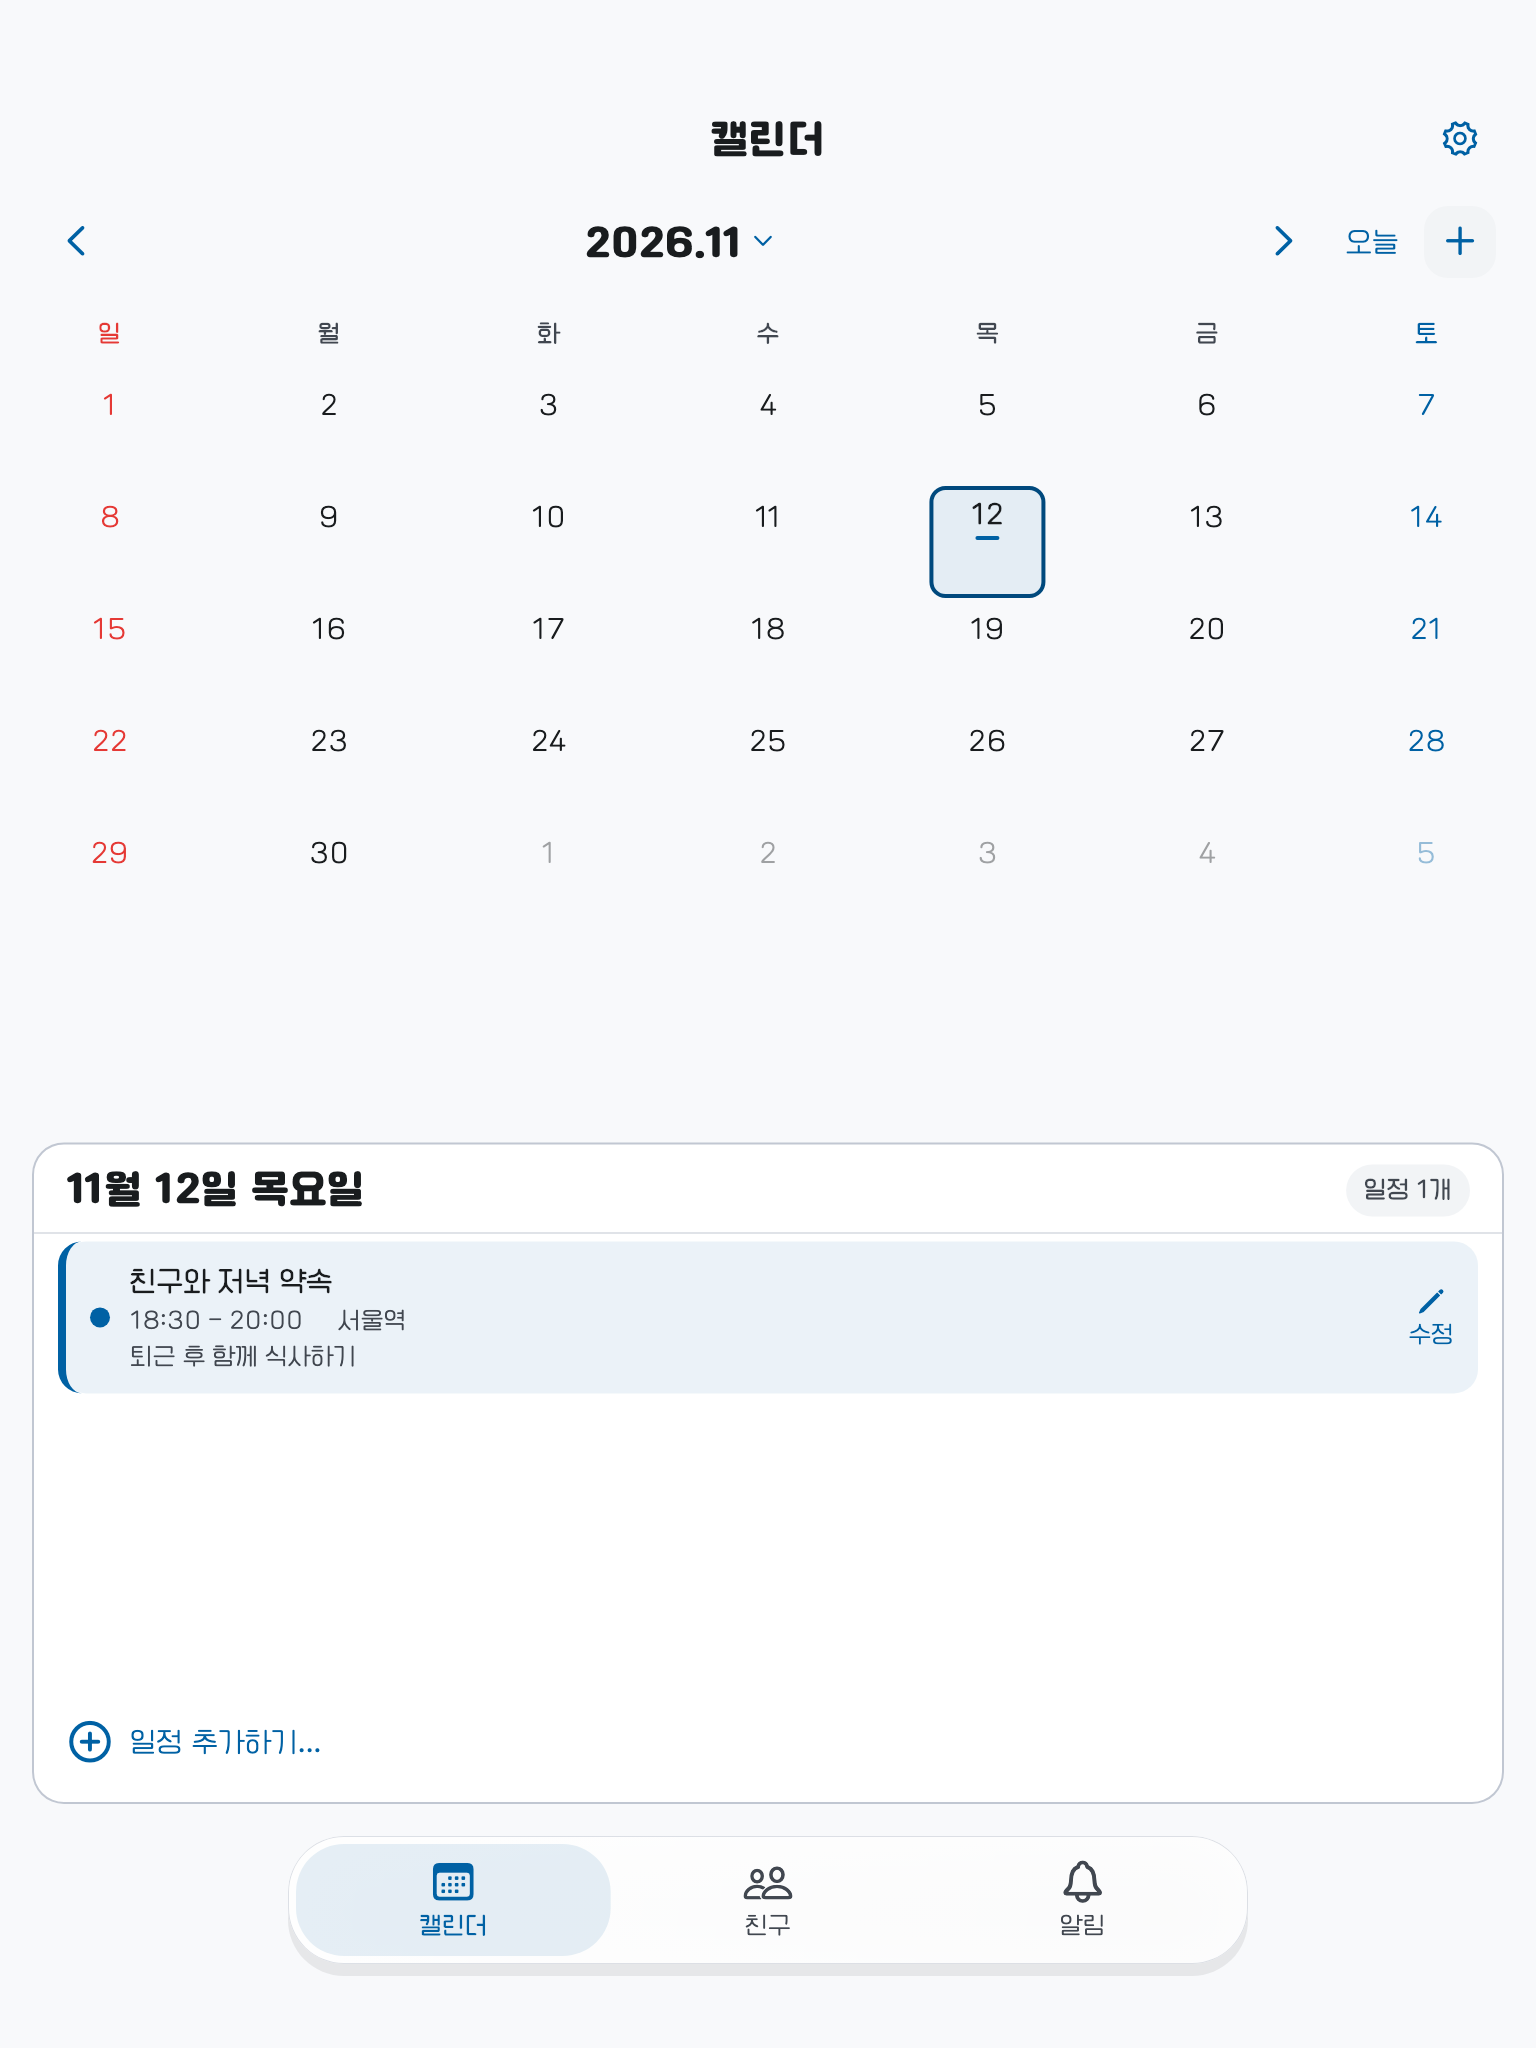 캘린더
2026.11 오늘
일 월 화 수 목 금 토
1 2 3 4 5 6 7
8 9 10 11 12 13 14
15 16 17 18 19 20 21
22 23 24 25 26 27 28
29 30 1 2 3 4 5
11월 12일 목요일 일정 1개
친구와 저녁 약속
18:30 – 20:00 서울역
퇴근 후 함께 식사하기
수정
일정 추가하기...
캘린더 친구 알림